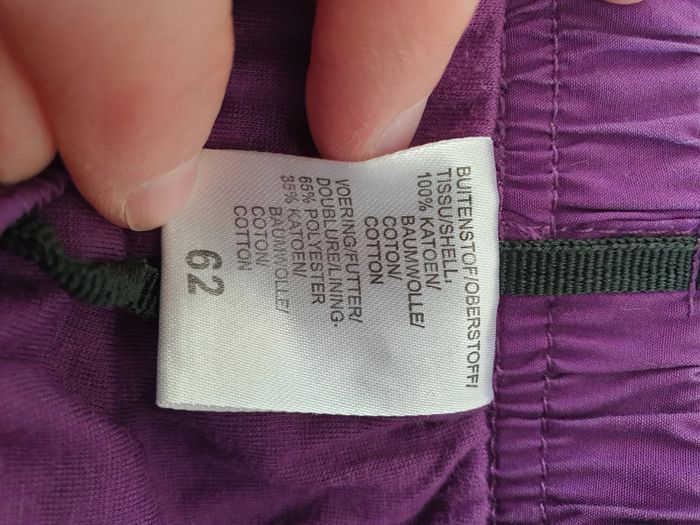 BUITENSTOF/OBERSTOFF/
TISSU/SHELL:
100% KATOEN/
BAUMWOLLE/
COTON/
COTTON
VOERING/FUTTER/
DOUBLURE/LINING:
65% POLYESTER
35% KATOEN/
BAUMWOLLE/
COTON/
COTTON
62